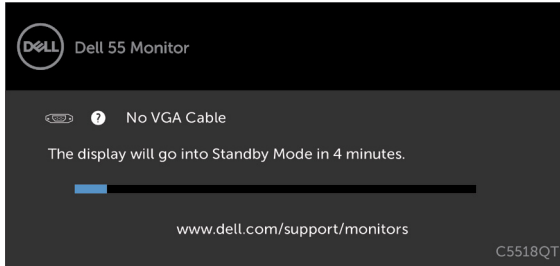 DELL Dell 55 Monitor
? No VGA Cable
The display will go into Standby Mode in 4 minutes.
www.dell.com/support/monitors
C5518QT